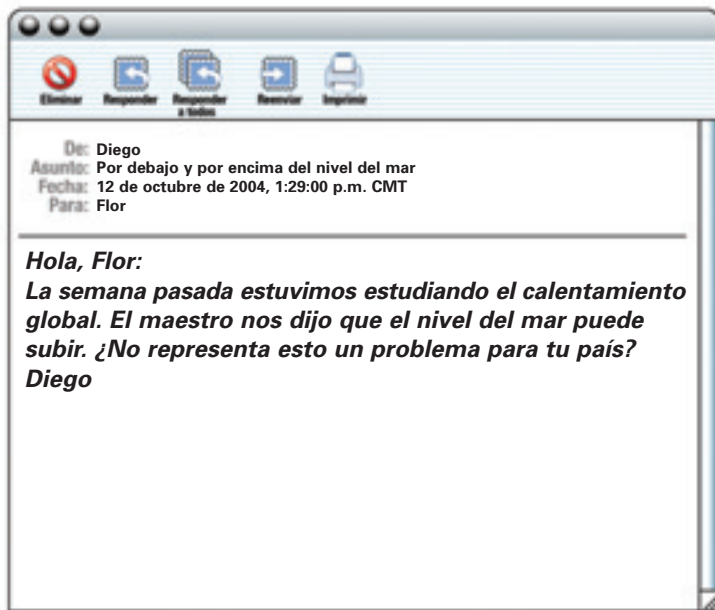 Eliminar Responder Responder a todos Reenviar Imprimir
De: Diego
Asunto: Por debajo y por encima del nivel del mar
Fecha: 12 de octubre de 2004, 1:29:00 p.m. CMT
Para: Flor
Hola, Flor:
La semana pasada estuvimos estudiando el calentamiento
global. El maestro nos dijo que el nivel del mar puede
subir. ¿No representa esto un problema para tu país?
Diego